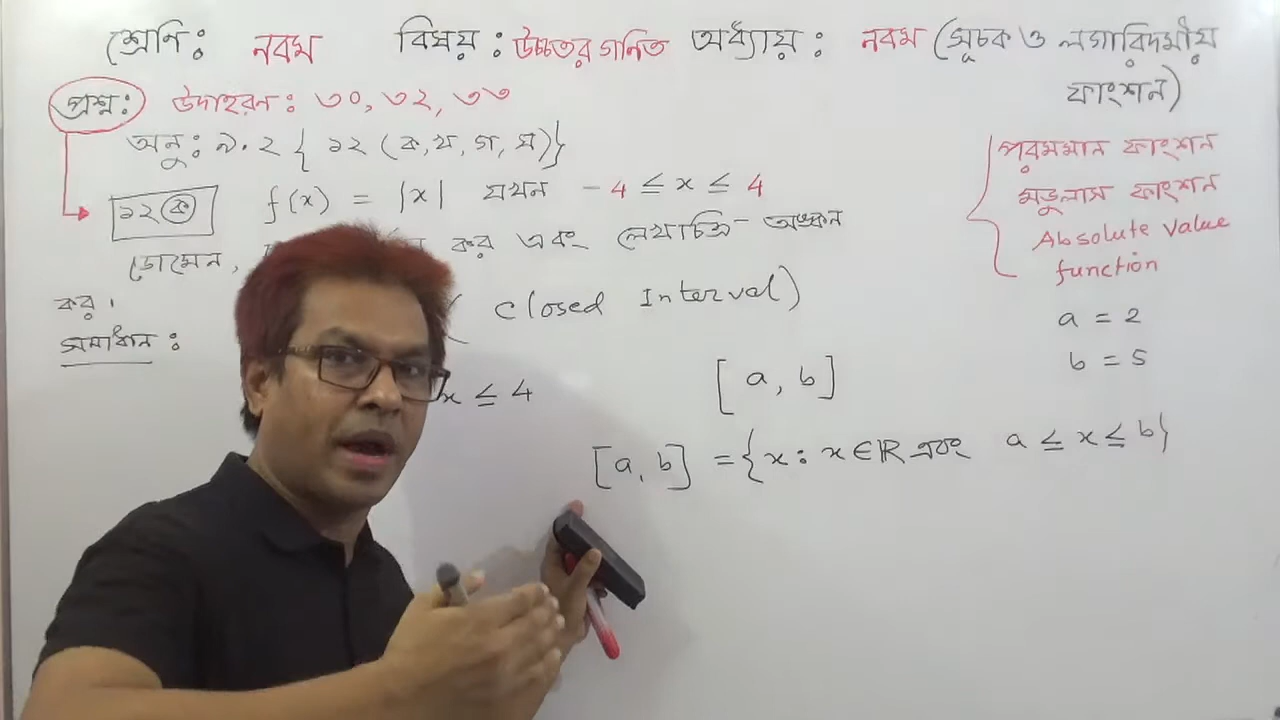 শ্রেণি : নবম বিষয় : উচ্চতর গনিত অধ্যায় : নবম (সূচক ও লগারিদমীয়
ফাংশন)
প্রশ্ন : উদাহরন : ৩০, ৩২, ৩৩
অনু : ৯.২ { ১২ (ক, খ, গ, ঘ)}
১২ (ক) f(x) = |x| যখন - 4 ≤ x ≤ 4
ডোমেন, কর এবং লেখচিত্র অঙ্কন
কর।
সমাধান :
( closed Interval)
x ≤ 4
[a, b]
[a, b] = {x : x ∈ ℝ এবং a ≤ x ≤ b}
পরমমান ফাংশন
মডুলাস ফাংশন
Absolute value
function
a = 2
b = 5